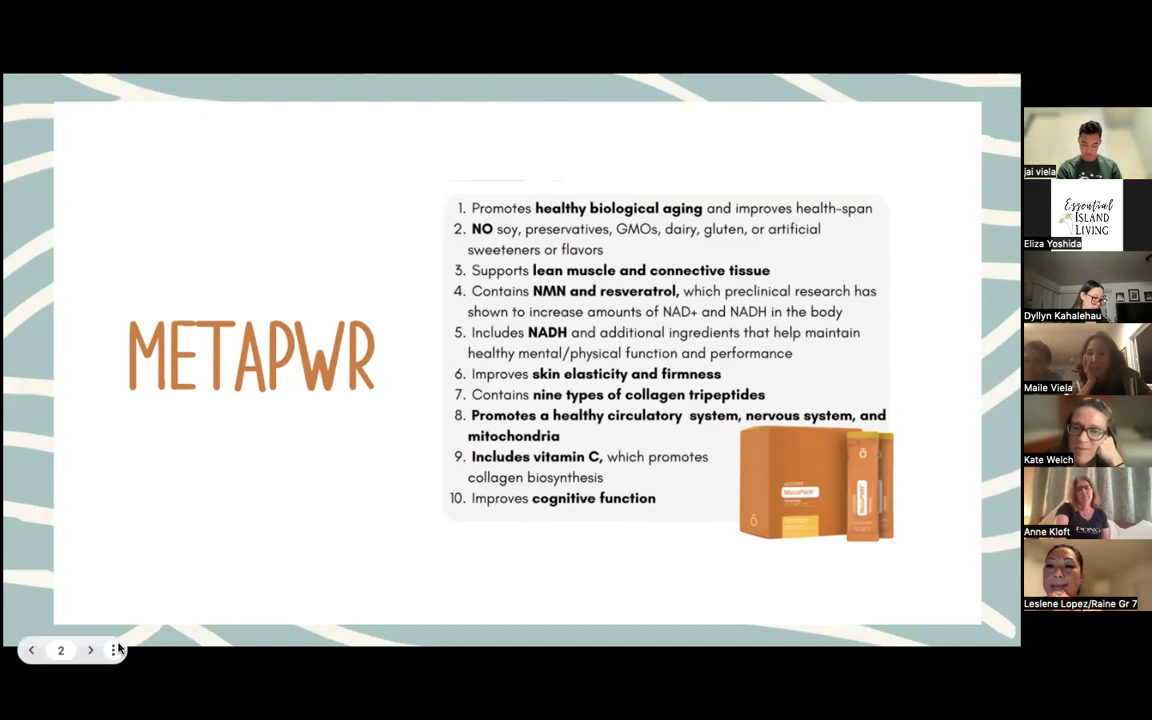 METAPWR
1. Promotes healthy biological aging and improves health-span
2. NO soy, preservatives, GMOs, dairy, gluten, or artificial
sweeteners or flavors
3. Supports lean muscle and connective tissue
4. Contains NMN and resveratrol, which preclinical research has
shown to increase amounts of NAD+ and NADH in the body
5. Includes NADH and additional ingredients that help maintain
healthy mental/physical function and performance
6. Improves skin elasticity and firmness
7. Contains nine types of collagen tripeptides
8. Promotes a healthy circulatory system, nervous system, and
mitochondria
9. Includes vitamin C, which promotes
collagen biosynthesis
10. Improves cognitive function
MetaPWR
MetaPWR
2
jai viela
Essential
ISLAND
LIVING
Eliza Yoshida
Dyllyn Kahalehau
Maile Viela
Kate Welch
Anne Kloft
Leslene Lopez/Raine Gr 7